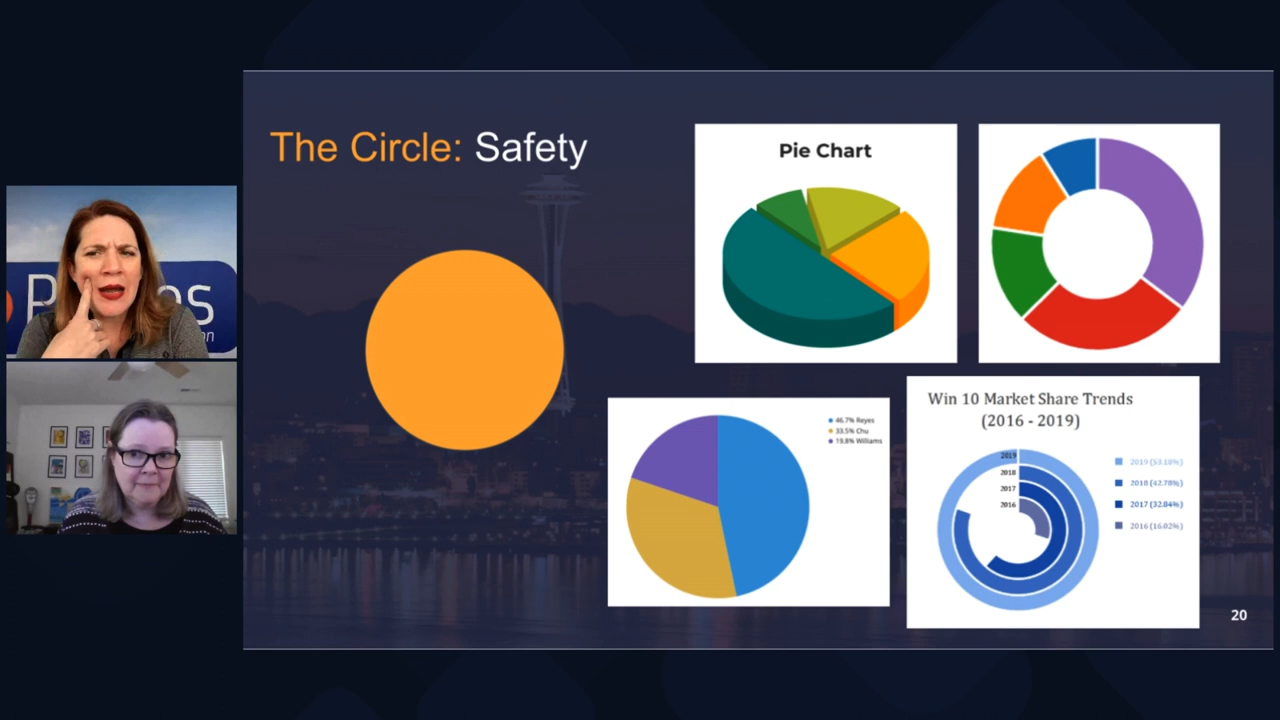 The Circle: Safety
Pie Chart
46.7% Reyes
33.5% Chu
19.8% Williams
Win 10 Market Share Trends
(2016 - 2019)
2019
2018
2017
2016
2019 (53.18%)
2018 (42.78%)
2017 (32.84%)
2016 (16.02%)
20